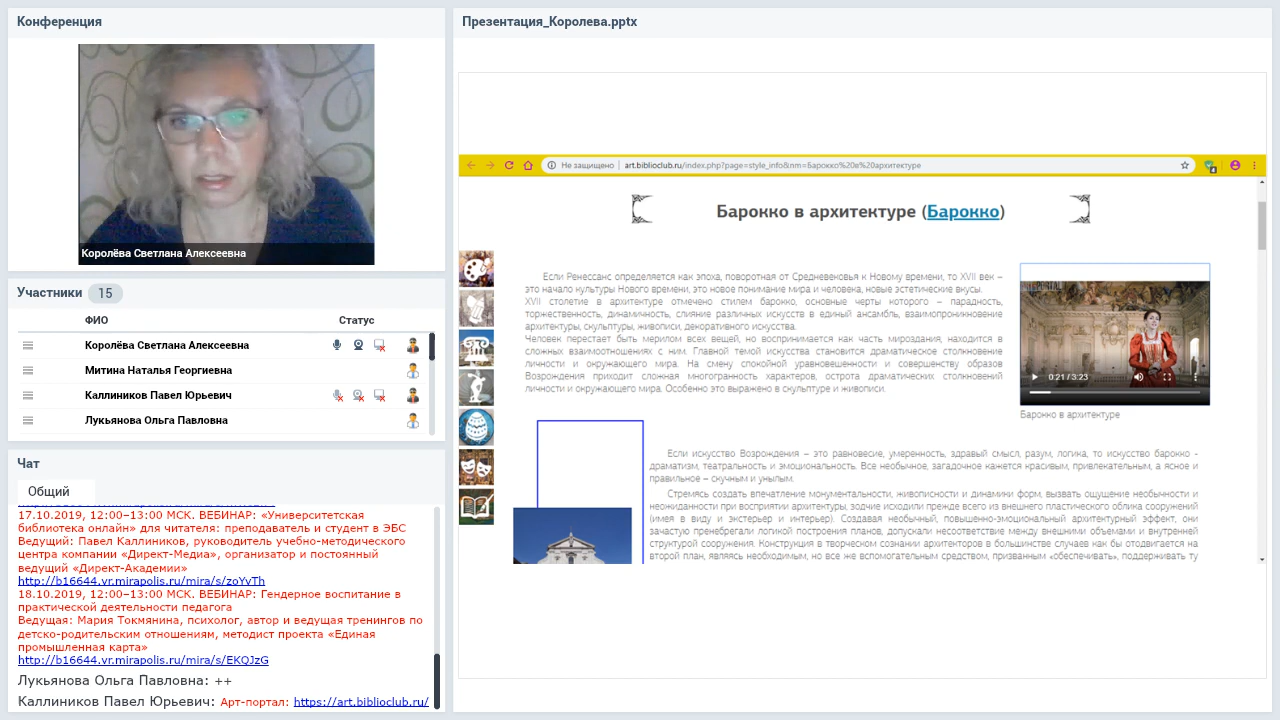 Конференция
Королёва Светлана Алексеевна
Участники 15
ФИО Статус
Королёва Светлана Алексеевна
Митина Наталья Георгиевна
Каллиников Павел Юрьевич
Лукьянова Ольга Павловна
Чат
Общий
17.10.2019, 12:00–13:00 МСК. ВЕБИНАР: «Университетская
библиотека онлайн» для читателя: преподаватель и студент в ЭБС
Ведущий: Павел Каллиников, руководитель учебно-методического
центра компании «Директ-Медиа», организатор и постоянный
ведущий «Директ-Академии»
http://b16644.vr.mirapolis.ru/mira/s/zoYvTh
18.10.2019, 12:00–13:00 МСК. ВЕБИНАР: Гендерное воспитание в
практической деятельности педагога
Ведущая: Мария Токмянина, психолог, автор и ведущая тренингов по
детско-родительским отношениям, методист проекта «Единая
промышленная карта»
http://b16644.vr.mirapolis.ru/mira/s/EKQJzG
Лукьянова Ольга Павловна: ++
Каллиников Павел Юрьевич: Арт-портал: https://art.biblioclub.ru/
Презентация_Королева.pptx
Не защищено art.biblioclub.ru/index.php?page=style_info&nm=Барокко%20в%20архитектуре
Барокко в архитектуре (Барокко)
Если Ренессанс определяется как эпоха, поворотная от Средневековья к Новому времени, то XVII век –
это начало культуры Нового времени, это новое понимание мира и человека, новые эстетические вкусы.
XVII столетие в архитектуре отмечено стилем барокко, основные черты которого – парадность,
торжественность, динамичность, слияние различных искусств в единый ансамбль, взаимопроникновение
архитектуры, скульптуры, живописи, декоративного искусства.
Человек перестает быть мерилом всех вещей, но воспринимается как часть мироздания, находится в
сложных взаимоотношениях с ним. Главной темой искусства становится драматическое столкновение
личности и окружающего мира. На смену спокойной уравновешенности и совершенству образов
Возрождения приходит сложная многогранность характеров, острота драматических столкновений
личности и окружающего мира. Особенно это выражено в скульптуре и живописи.
0:21 / 3:23
Барокко в архитектуре
Если искусство Возрождения – это равновесие, умеренность, здравый смысл, разум, логика, то искусство барокко -
драматизм, театральность и эмоциональность. Все необычное, загадочное кажется красивым, привлекательным, а ясное и
правильное – скучным и унылым.
Стремясь создать впечатление монументальности, живописности и динамики форм, вызвать ощущение необычности и
неожиданности при восприятии архитектуры, зодчие исходили прежде всего из внешнего пластического облика сооружения
(имея в виду и экстерьер и интерьер). Создавая необычный, повышенно-эмоциональный архитектурный эффект, они
зачастую пренебрегали логикой построения планов, допускали несоответствие между внешними объемами и внутренней
структурой сооружения. Конструкция в творческом сознании архитекторов в большинстве случаев как бы отодвигается на
второй план, являясь необходимым, но все же вспомогательным средством, призванным «обеспечивать», поддерживать ту